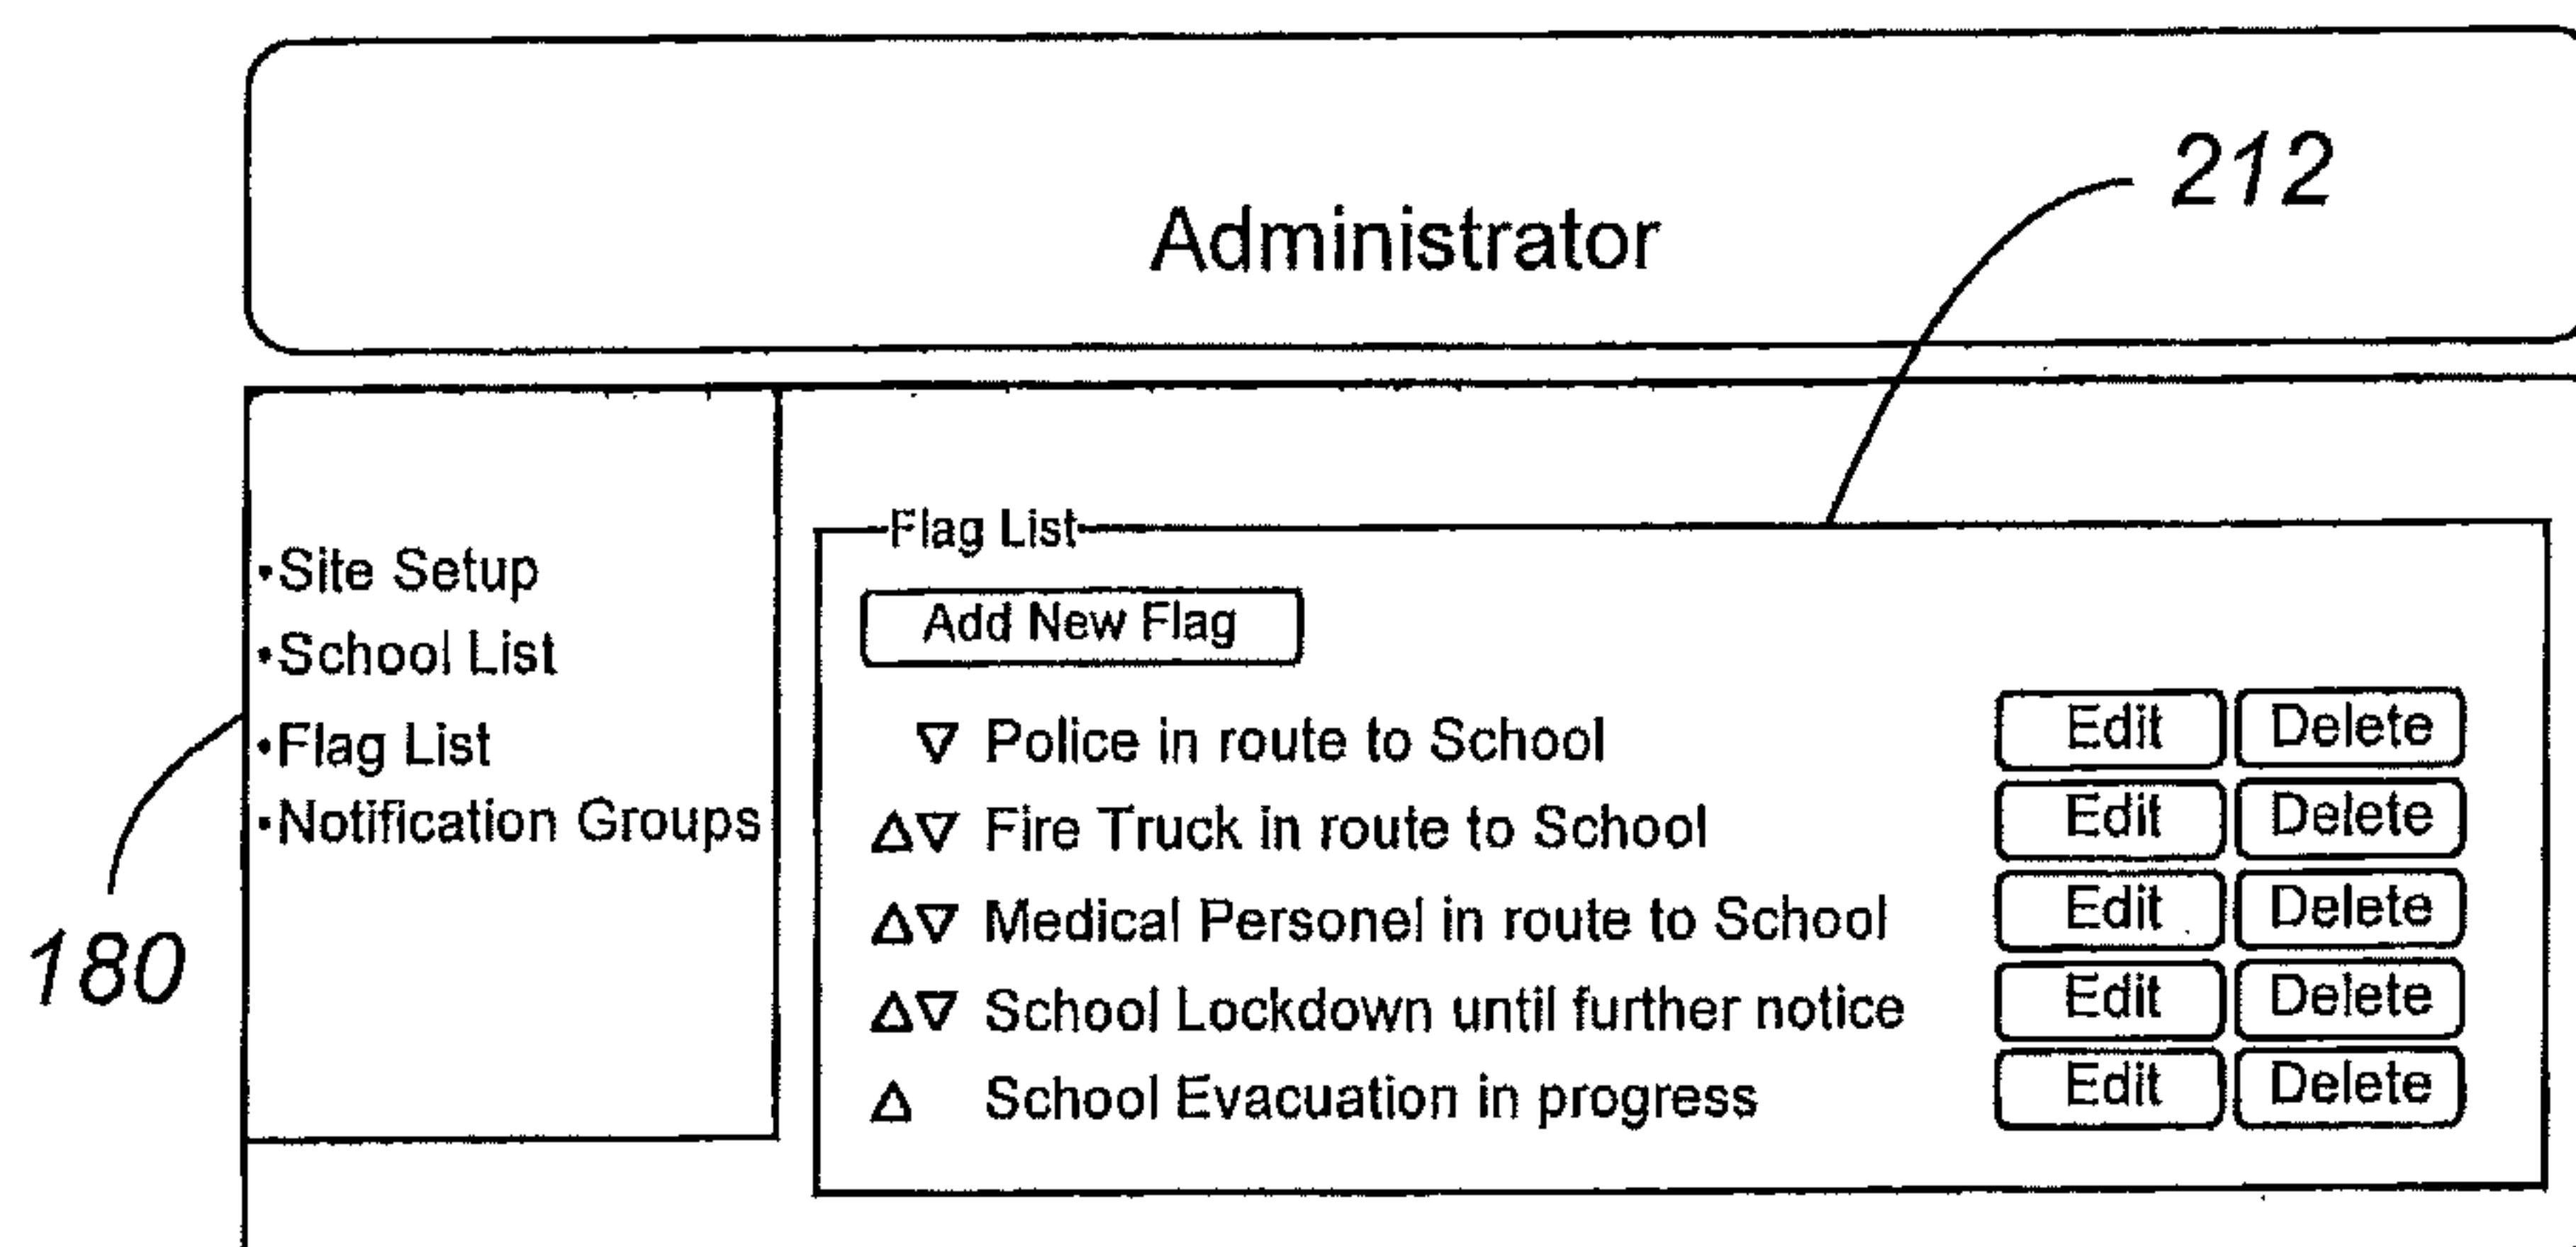 Administrator
212
•Site Setup
•School List
•Flag List
•Notification Groups
180
Flag List
Add New Flag
▽ Police in route to School Edit Delete
△▽ Fire Truck in route to School Edit Delete
△▽ Medical Personel in route to School Edit Delete
△▽ School Lockdown until further notice Edit Delete
△ School Evacuation in progress Edit Delete